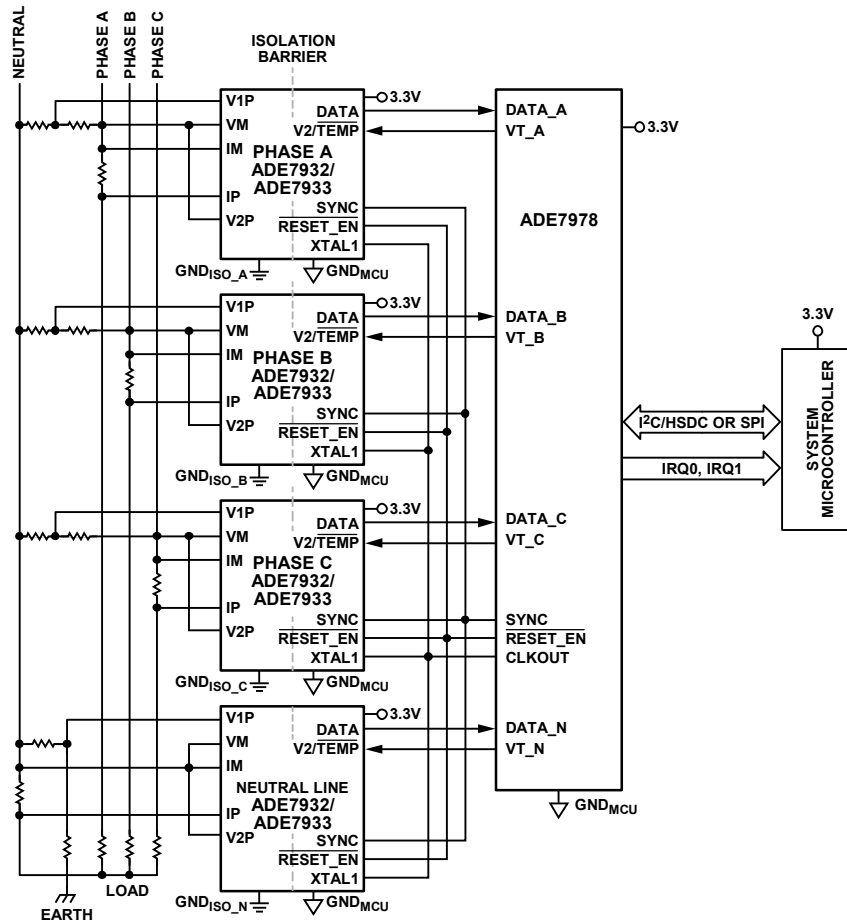 NEUTRAL
PHASE A
PHASE B
PHASE C
ISOLATION
BARRIER
V1P
VM
IM
IP
V2P
PHASE A
ADE7932/
ADE7933
3.3V
DATA
V2/TEMP
SYNC
RESET_EN
XTAL1
GNDISO_A
GNDMCU
V1P
VM
IM
IP
V2P
PHASE B
ADE7932/
ADE7933
3.3V
DATA
V2/TEMP
SYNC
RESET_EN
XTAL1
GNDISO_B
GNDMCU
V1P
VM
IM
IP
V2P
PHASE C
ADE7932/
ADE7933
3.3V
DATA
V2/TEMP
SYNC
RESET_EN
XTAL1
GNDISO_C
GNDMCU
V1P
VM
IM
IP
V2P
NEUTRAL LINE
ADE7932/
ADE7933
3.3V
DATA
V2/TEMP
SYNC
RESET_EN
XTAL1
GNDISO_N
GNDMCU
LOAD
EARTH
DATA_A
VT_A
3.3V
ADE7978
DATA_B
VT_B
DATA_C
VT_C
SYNC
RESET_EN
CLKOUT
DATA_N
VT_N
GNDMCU
I2C/HSDC OR SPI
IRQ0, IRQ1
3.3V
SYSTEM
MICROCONTROLLER